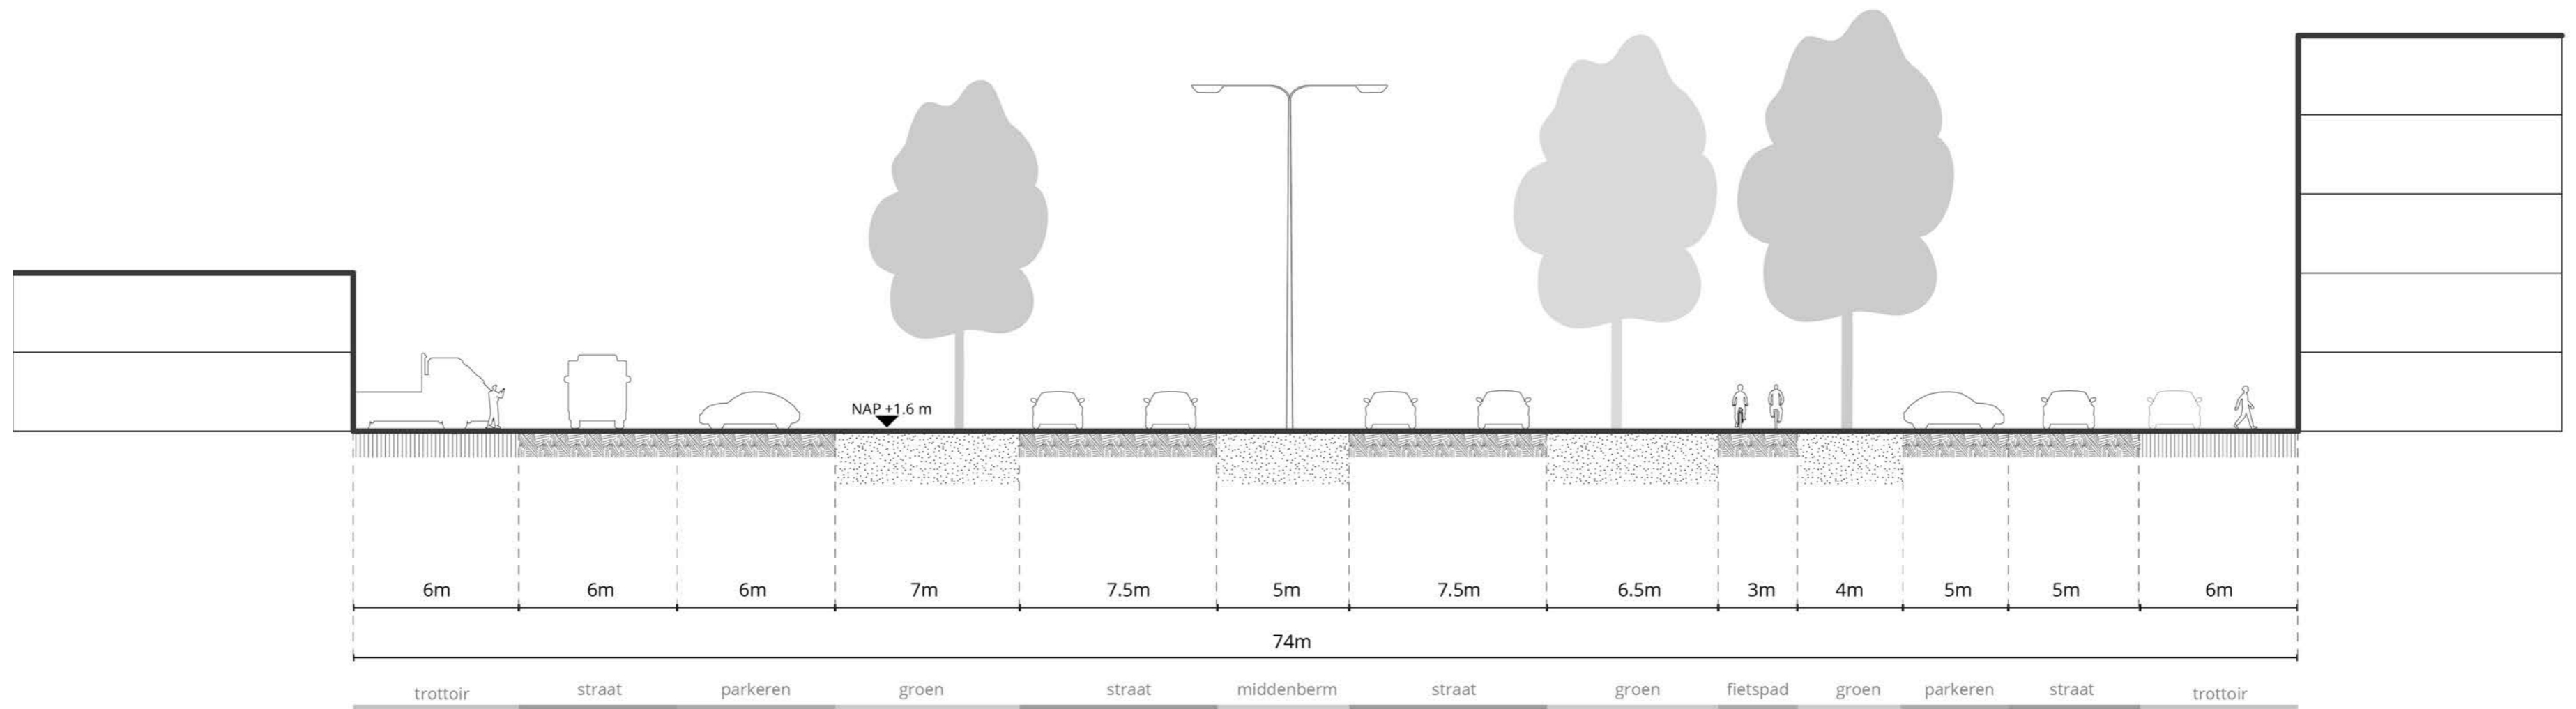 NAP +1.6 m
6m 6m 6m 7m 7.5m 5m 7.5m 6.5m 3m 4m 5m 5m 6m
74m
trottoir straat parkeren groen straat middenberm straat groen fietspad groen parkeren straat trottoir